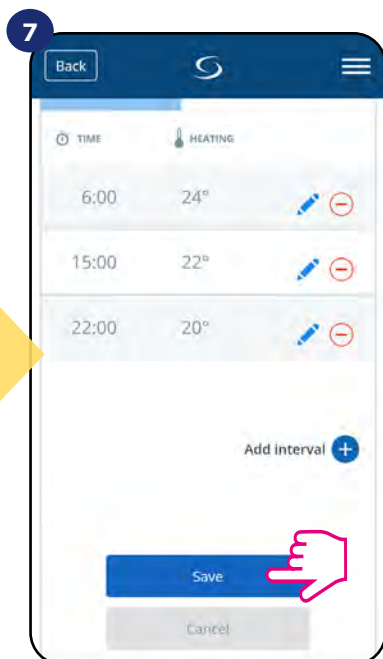 7
Back
TIME HEATING
6:00 24°
15:00 22°
22:00 20°
Add interval
Save
Cancel